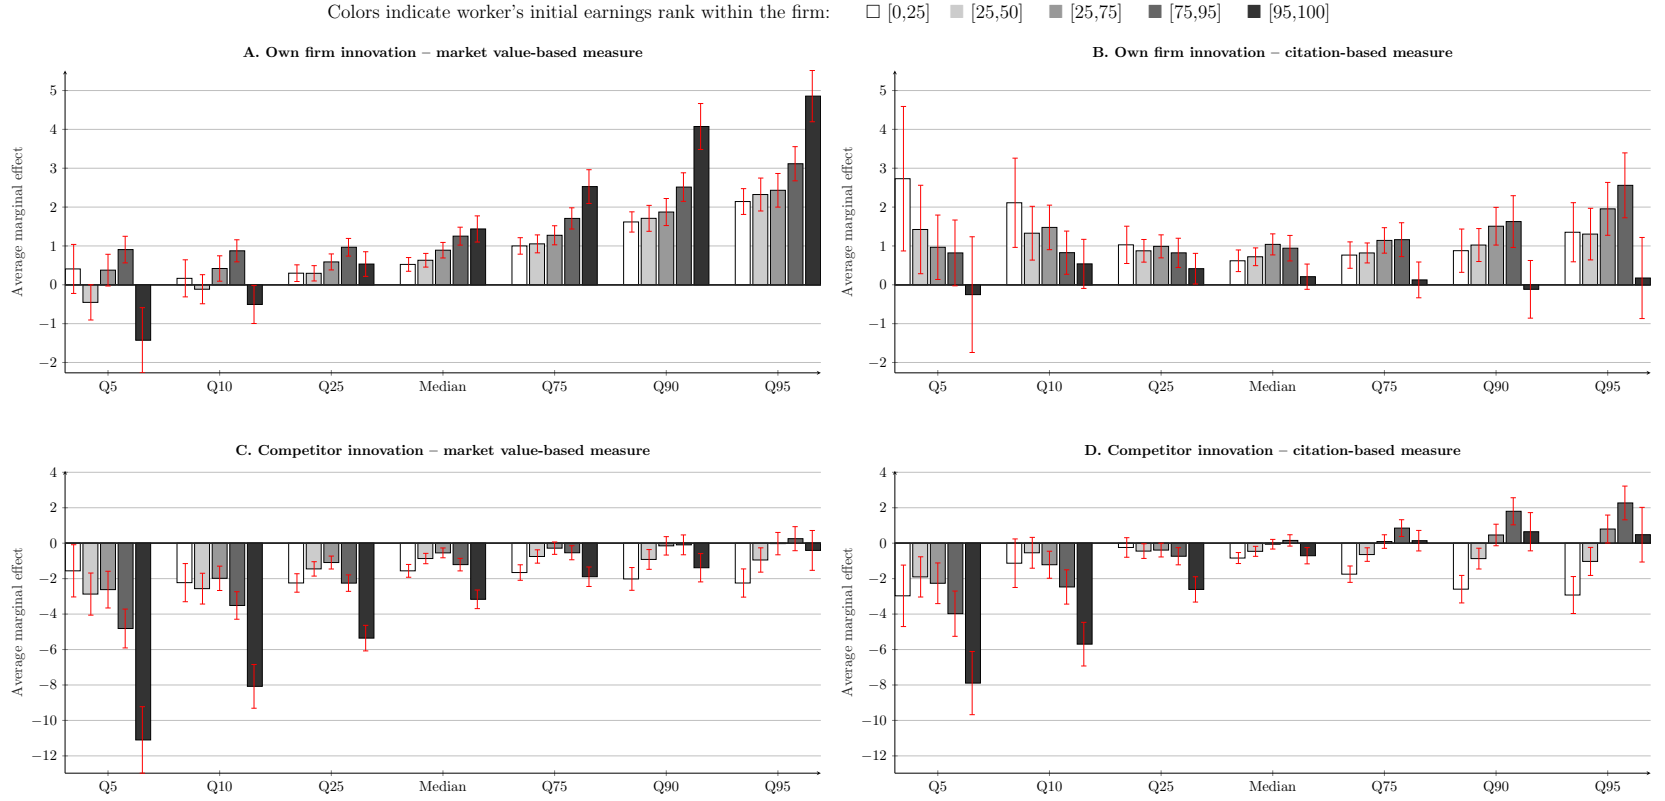 Colors indicate worker's initial earnings rank within the firm: [0,25] [25,50] [25,75] [75,95] [95,100]
A. Own firm innovation – market value-based measure
Average marginal effect
5
4
3
2
1
0
−1
−2
Q5 Q10 Q25 Median Q75 Q90 Q95
B. Own firm innovation – citation-based measure
Average marginal effect
5
4
3
2
1
0
−1
−2
Q5 Q10 Q25 Median Q75 Q90 Q95
C. Competitor innovation – market value-based measure
Average marginal effect
4
2
0
−2
−4
−6
−8
−10
−12
Q5 Q10 Q25 Median Q75 Q90 Q95
D. Competitor innovation – citation-based measure
Average marginal effect
4
2
0
−2
−4
−6
−8
−10
−12
Q5 Q10 Q25 Median Q75 Q90 Q95